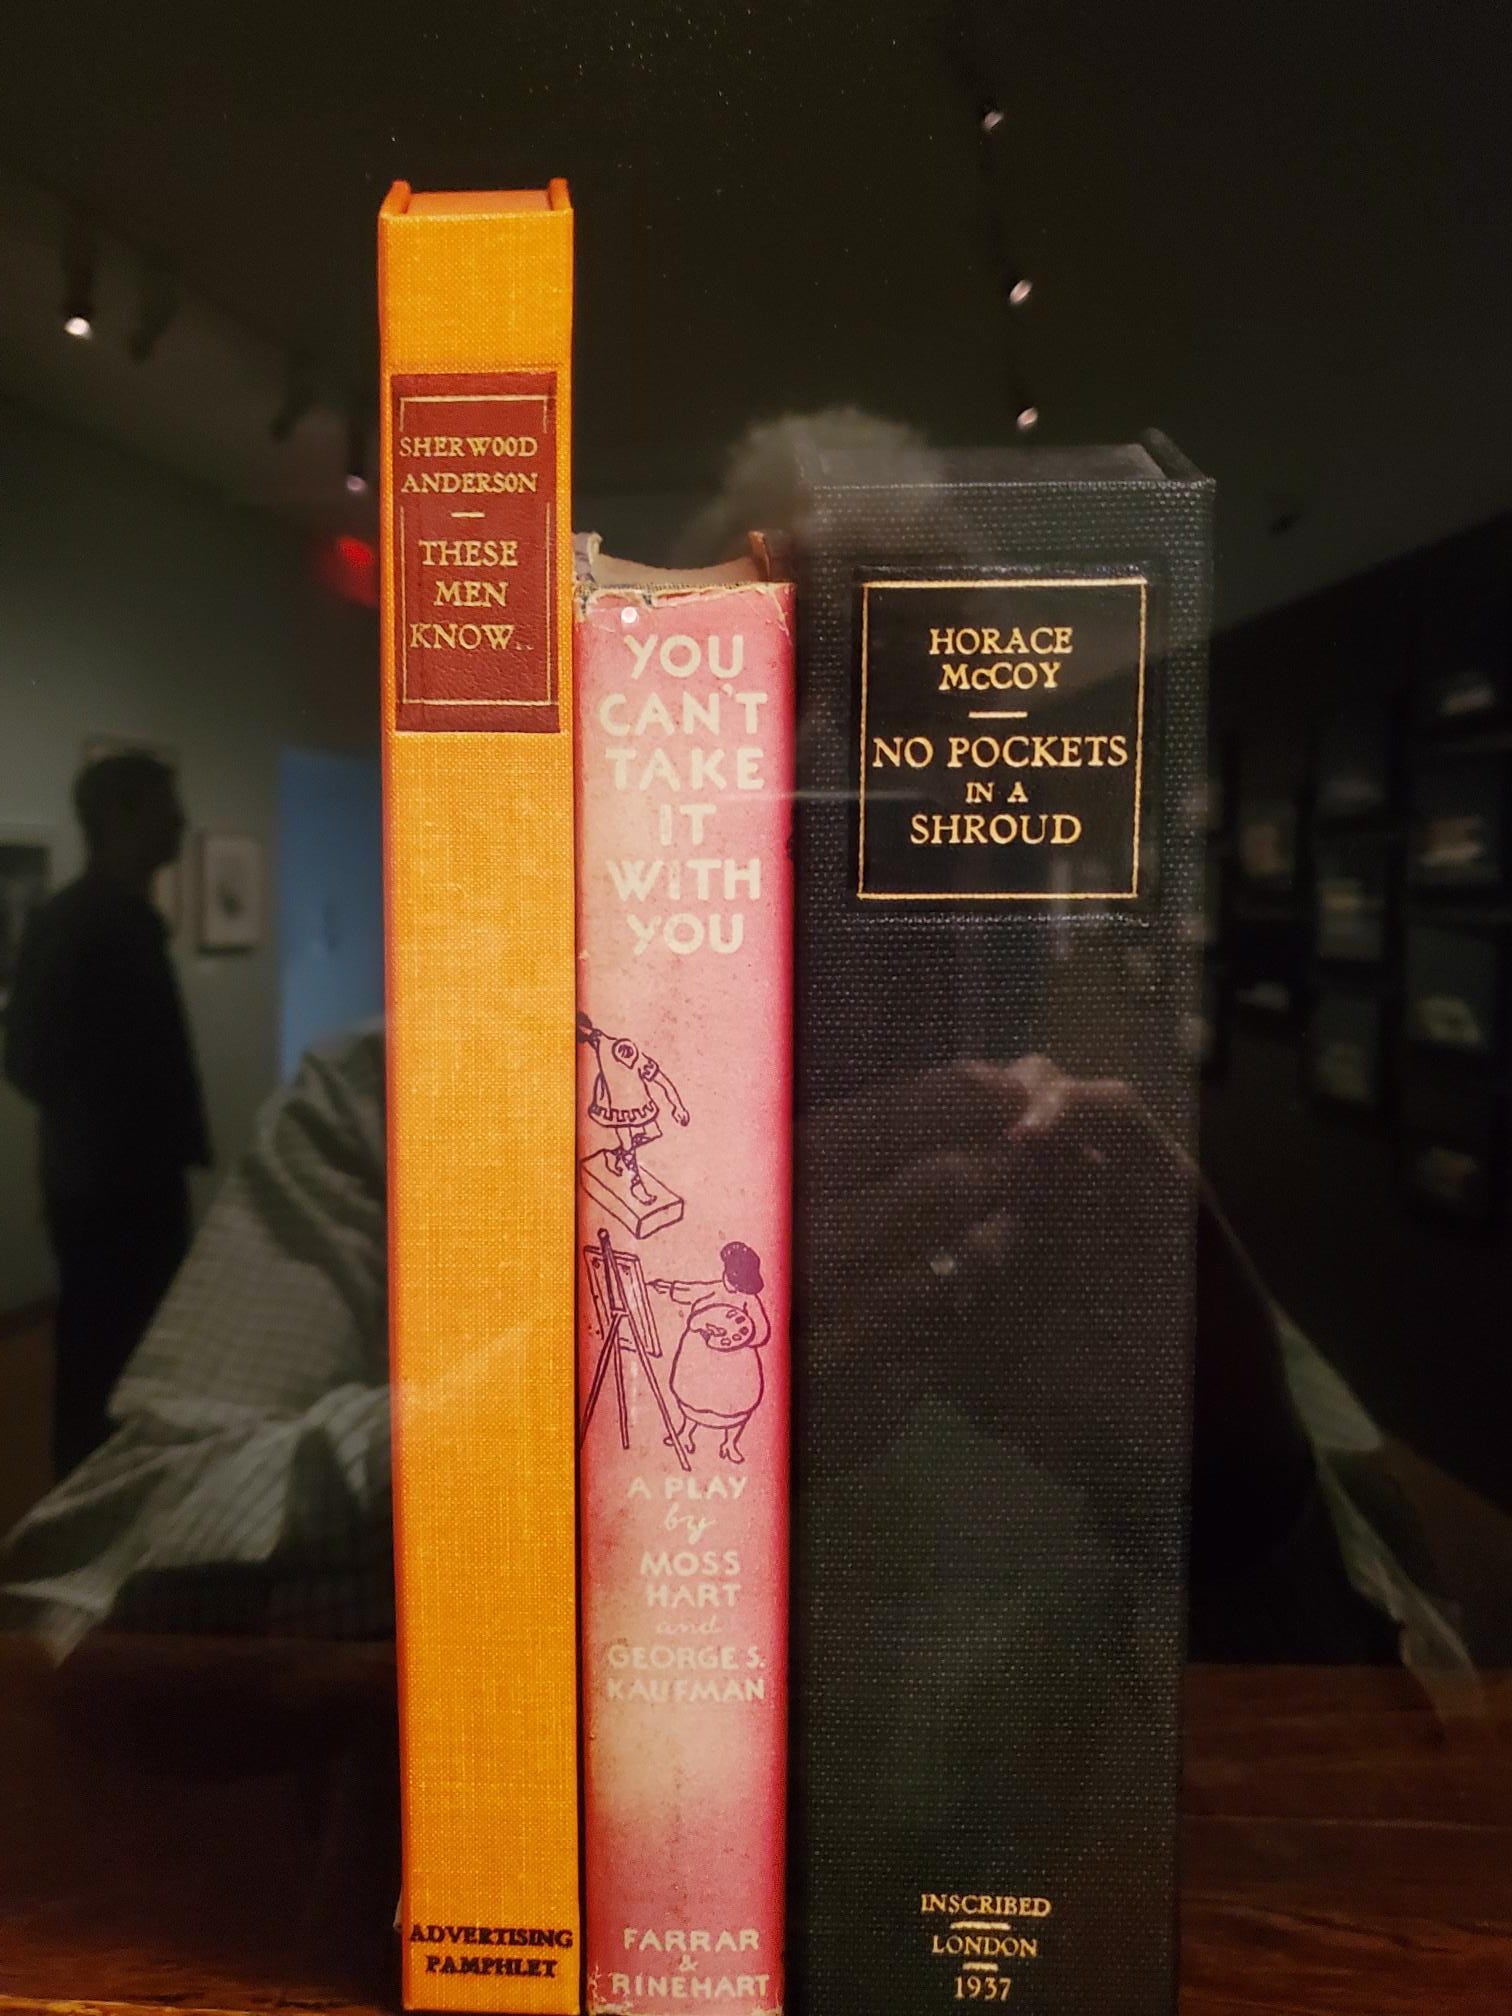 SHERWOOD
ANDERSON
—
THESE
MEN
KNOW..
ADVERTISING
PAMPHLET
YOU
CAN'T
TAKE
IT
WITH
YOU
A PLAY
by
MOSS
HART
and
GEORGE S.
KAUFMAN
FARRAR
&
RINEHART
HORACE
McCOY
—
NO POCKETS
IN A
SHROUD
INSCRIBED
—
LONDON
—
1937